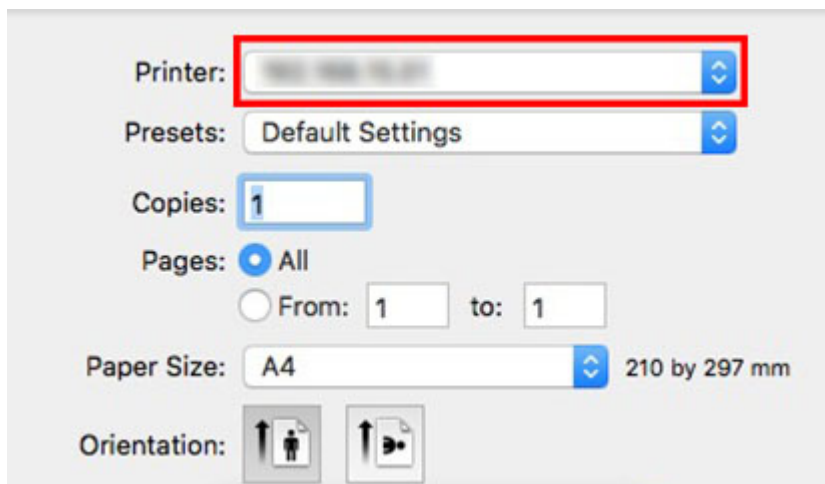 Printer:
Presets: Default Settings
Copies: 1
Pages: All
From: 1 to: 1
Paper Size: A4 210 by 297 mm
Orientation: